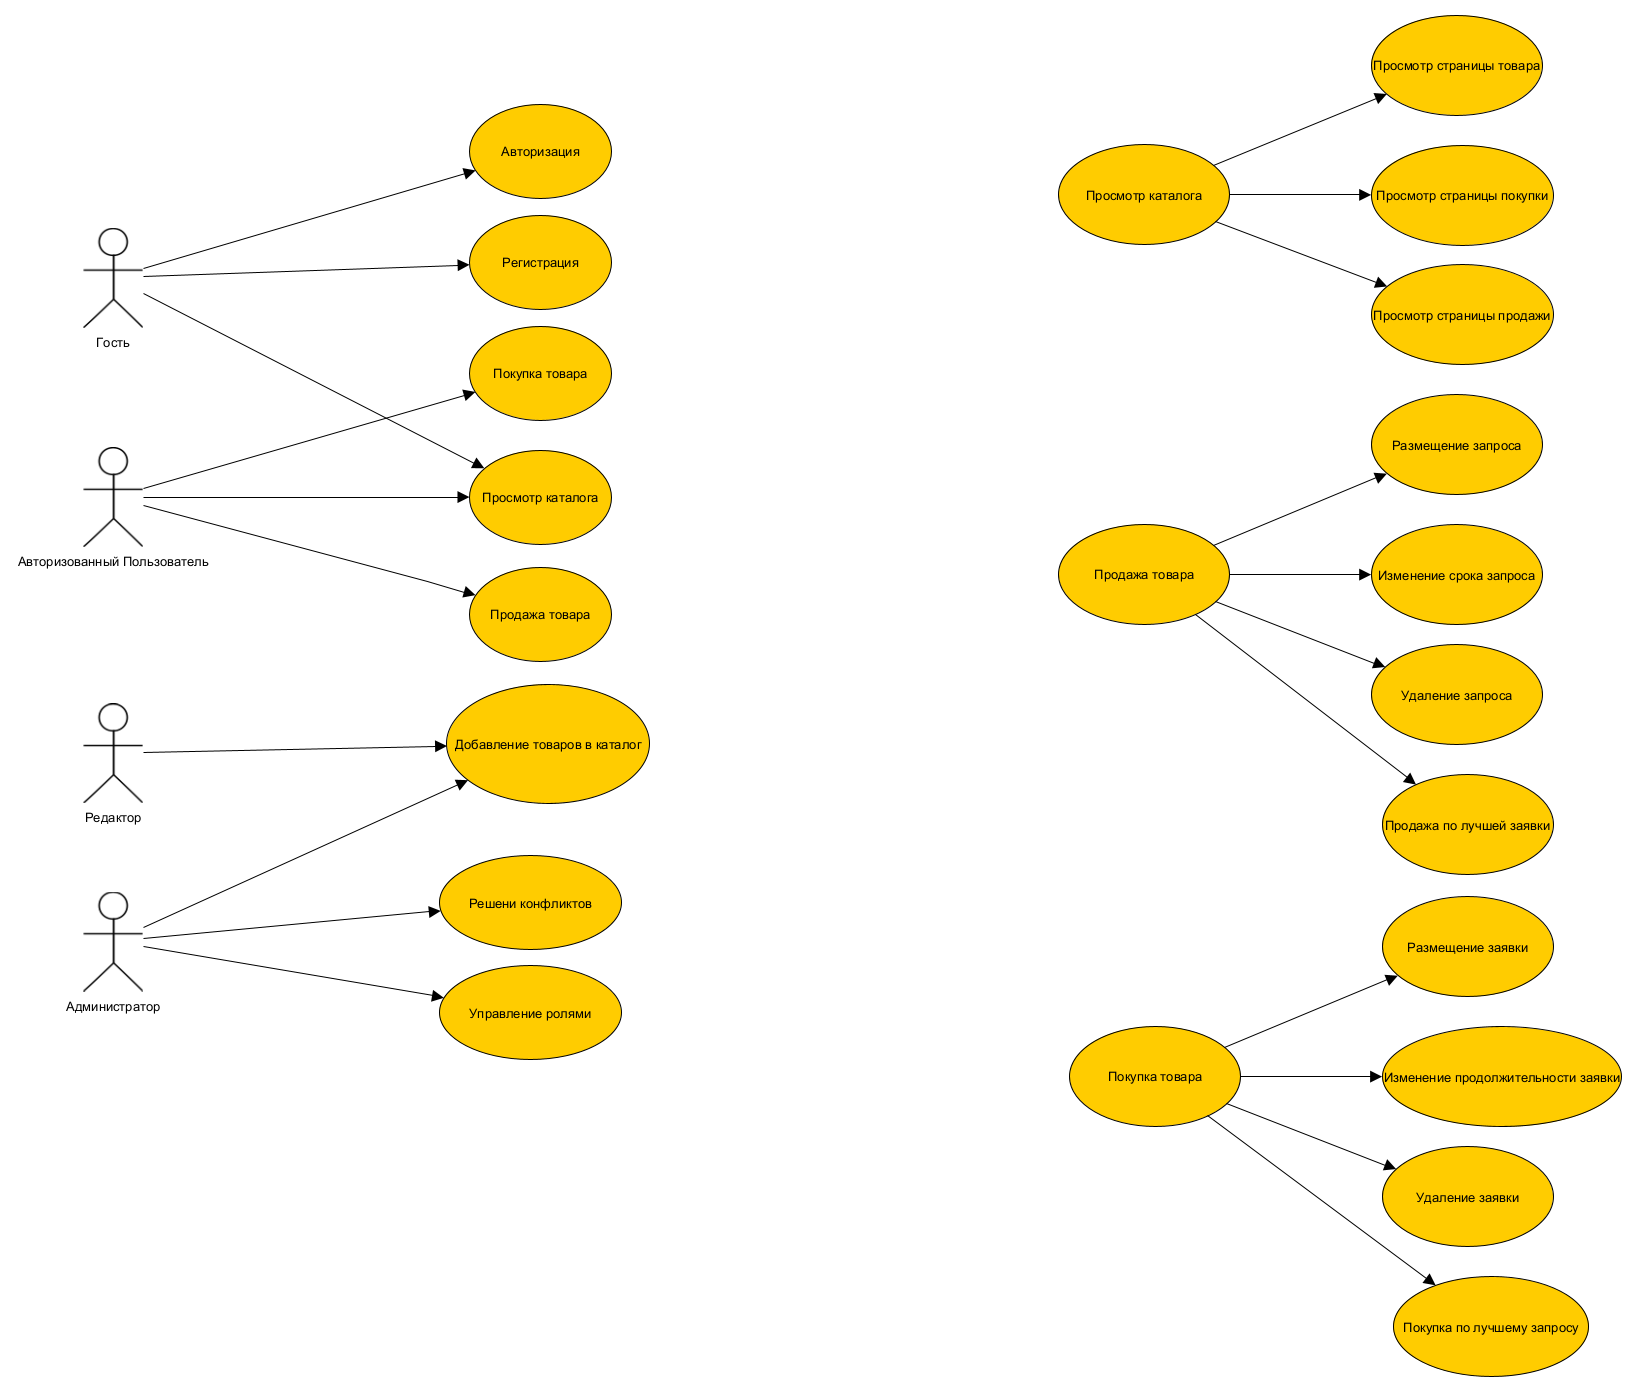 Авторизация
Регистрация
Гость
Покупка товара
Просмотр каталога
Авторизованный Пользователь
Продажа товара
Добавление товаров в каталог
Редактор
Решени конфликтов
Администратор
Управление ролями
Просмотр страницы товара
Просмотр каталога
Просмотр страницы покупки
Просмотр страницы продажи
Размещение запроса
Продажа товара
Изменение срока запроса
Удаление запроса
Продажа по лучшей заявки
Размещение заявки
Покупка товара
Изменение продолжительности заявки
Удаление заявки
Покупка по лучшему запросу